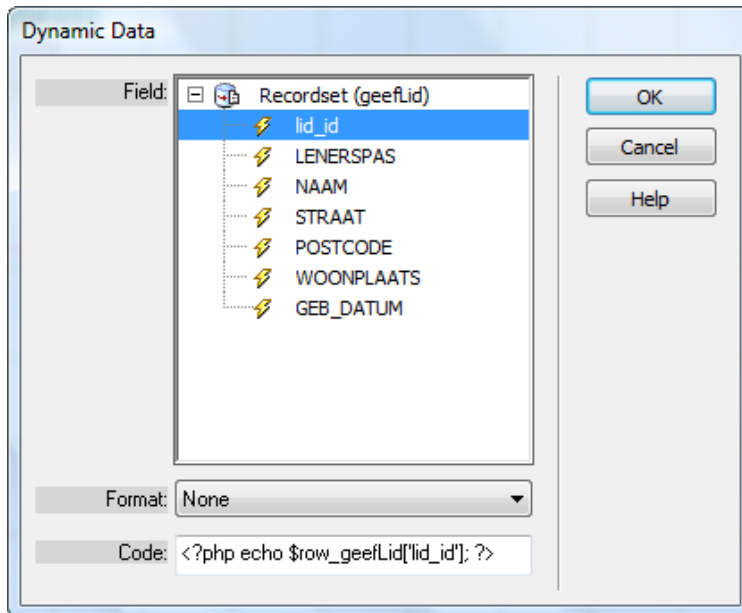 Dynamic Data
Field:
Recordset (geefLid)
lid_id
LENERSPAS
NAAM
STRAAT
POSTCODE
WOONPLAATS
GEB_DATUM
OK
Cancel
Help
Format: None
Code: <?php echo $row_geefLid['lid_id']; ?>